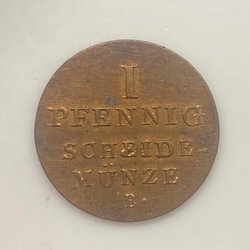 I
PFENNIG
SCHEIDE-
MÜNZE
B.